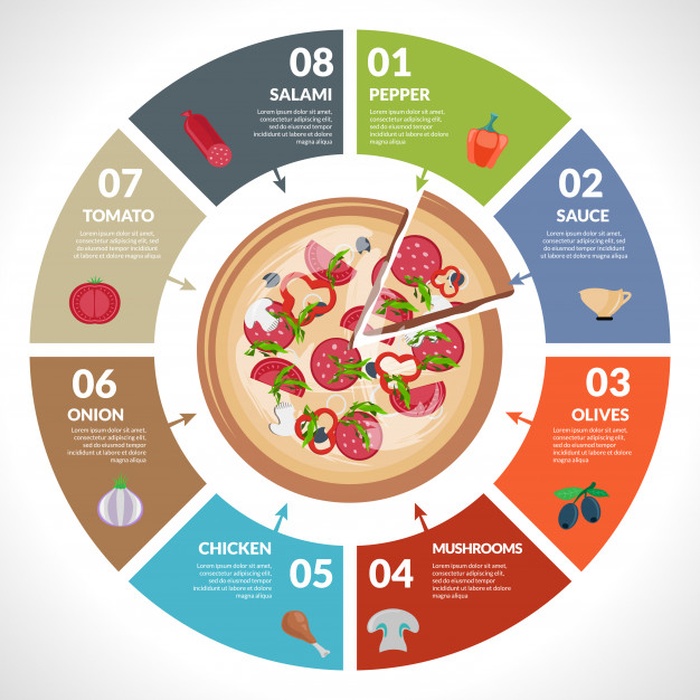 01
PEPPER
Lorem ipsum dolor sit amet,
consectetur adipiscing elit,
sed do eiusmod tempor
incididunt ut labore et dolore
magna aliqua
02
SAUCE
Lorem ipsum dolor sit amet,
consectetur adipiscing elit, sed
do eiusmod tempor incididunt
ut labore et dolore magna aliqua
03
OLIVES
Lorem ipsum dolor sit amet,
consectetur adipiscing elit,
sed do eiusmod tempor
incididunt ut labore et dolore
magna aliqua
04
MUSHROOMS
Lorem ipsum dolor sit amet,
consectetur adipiscing elit,
sed do eiusmod tempor
incididunt ut labore et dolore
magna aliqua
05
CHICKEN
Lorem ipsum dolor sit amet,
consectetur adipiscing elit,
sed do eiusmod tempor
incididunt ut labore et dolore
magna aliqua
06
ONION
Lorem ipsum dolor sit amet,
consectetur adipiscing elit,
sed do eiusmod tempor
incididunt ut labore et dolore
magna aliqua
07
TOMATO
Lorem ipsum dolor sit amet,
consectetur adipiscing elit, sed
do eiusmod tempor incididunt
ut labore et dolore magna aliqua
08
SALAMI
Lorem ipsum dolor sit amet,
consectetur adipiscing elit,
sed do eiusmod tempor
incididunt ut labore et dolore
magna aliqua